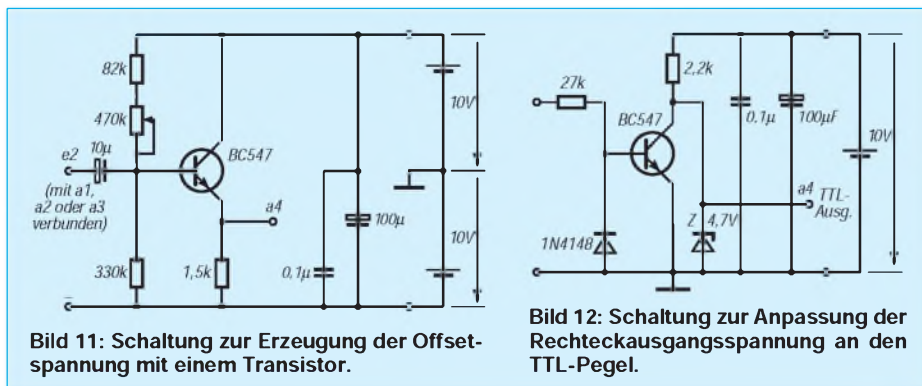 82k
470k
e2
10µ
(mit a1,
a2 oder a3
verbunden)
BC547
a4
330k
1,5k
0,1µ
100µ
10V
10V
Bild 11: Schaltung zur Erzeugung der Offset-
spannung mit einem Transistor.
27k
2,2k
BC547
0.1µ
100µF
10V
a4
TTL-
Ausg.
Z 4,7V
1N4148
Bild 12: Schaltung zur Anpassung der
Rechteckausgangsspannung an den
TTL-Pegel.